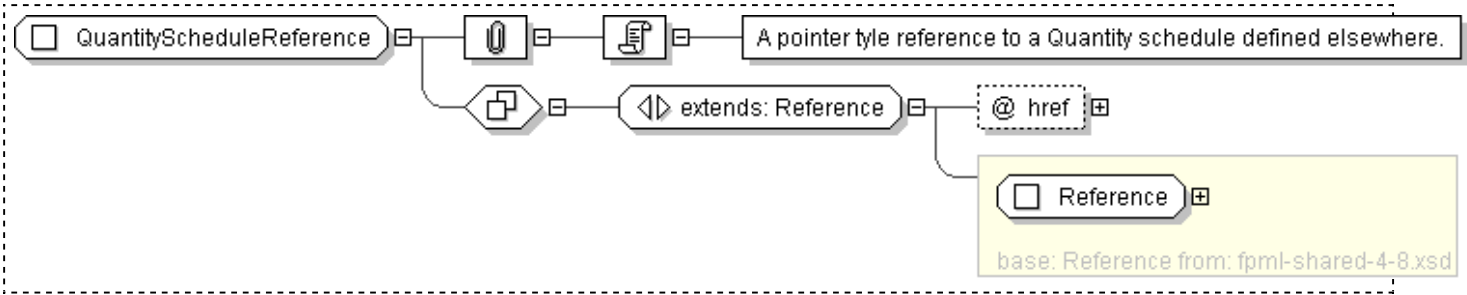 QuantityScheduleReference
A pointer tyle reference to a Quantity schedule defined elsewhere.
extends: Reference
@ href
Reference
base: Reference from: fpml-shared-4-8.xsd